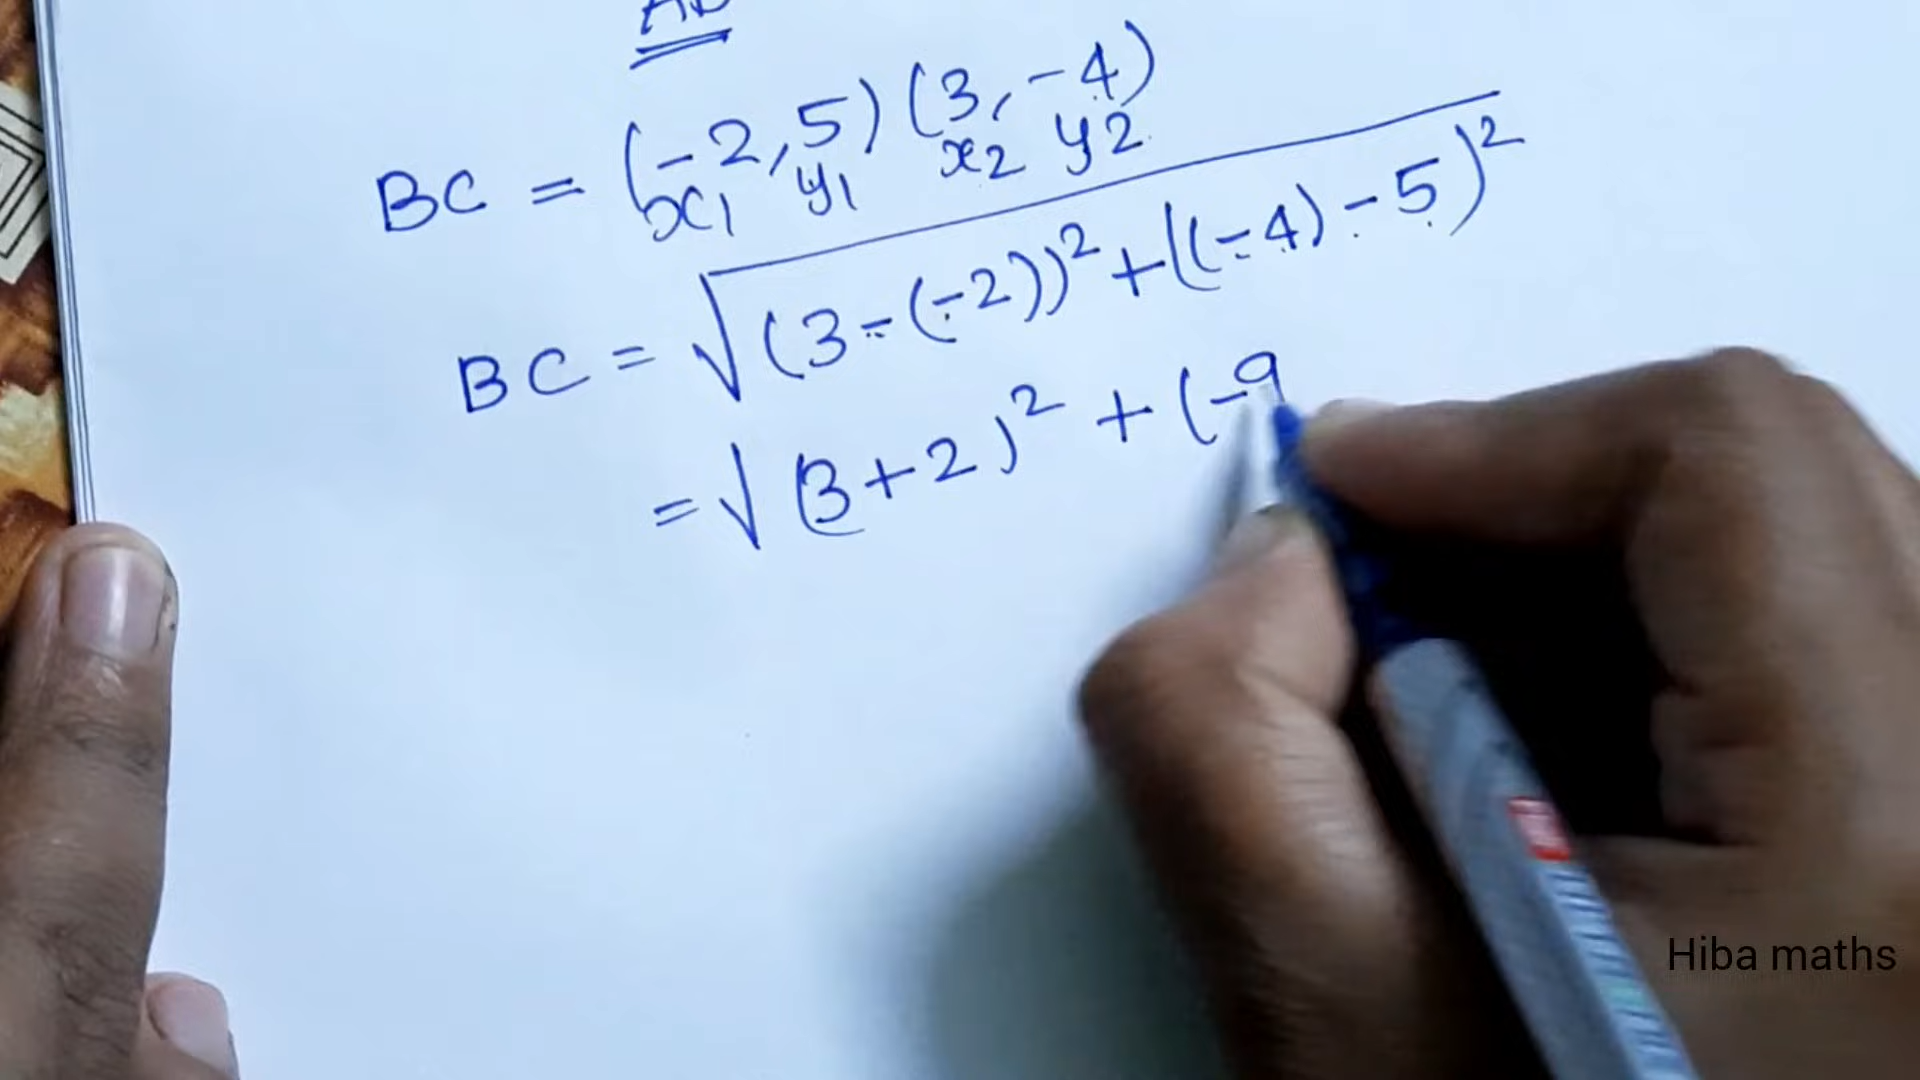 BC = (-2, 5) (3, -4)
x1 y1 x2 y2
BC = √(3-(-2))² + ((-4) - 5)²
= √(3+2)² + (-9
Hiba maths